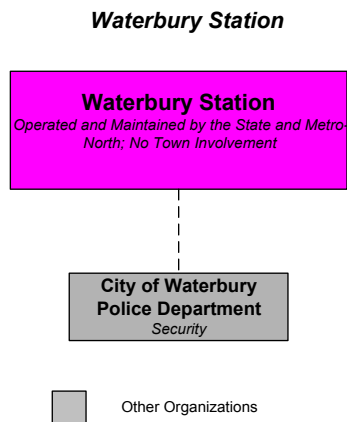 Waterbury Station
Waterbury Station
Operated and Maintained by the State and Metro-
North; No Town Involvement
City of Waterbury
Police Department
Security
Other Organizations